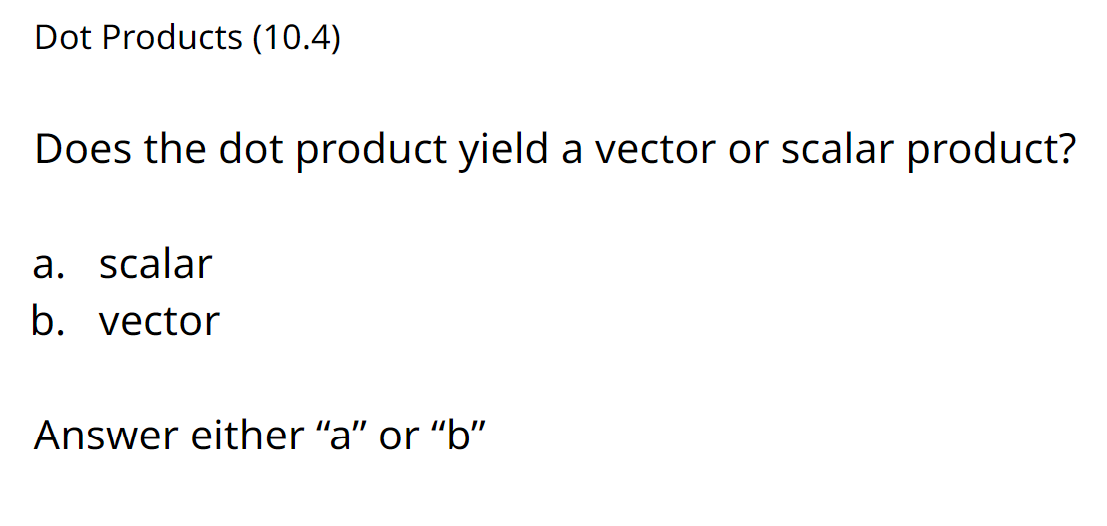 Dot Products (10.4)
Does the dot product yield a vector or scalar product?
a. scalar
b. vector
Answer either “a” or “b”